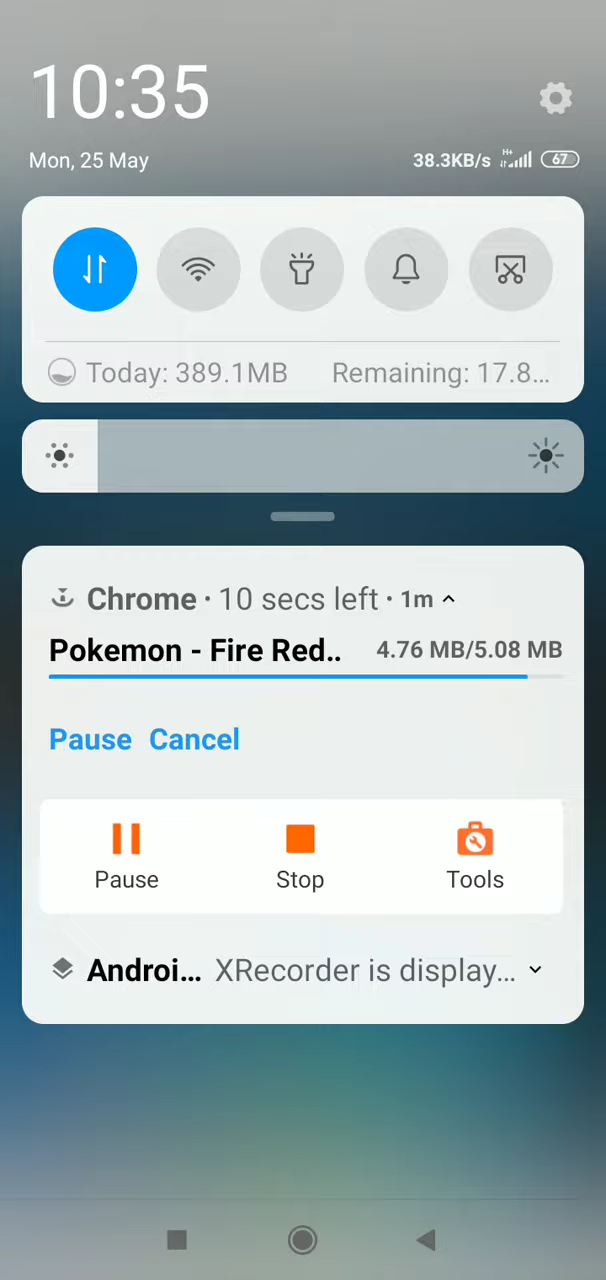 10:35
Mon, 25 May
38.3KB/s H+ 67
Today: 389.1MB Remaining: 17.8...
Chrome · 10 secs left · 1m
Pokemon - Fire Red.. 4.76 MB/5.08 MB
Pause Cancel
Pause Stop Tools
Androi... XRecorder is display...